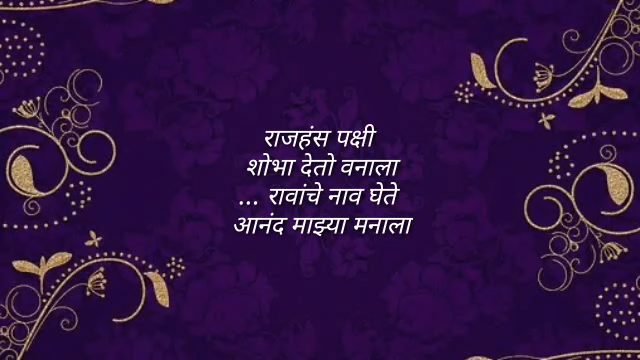 राजहंस पक्षी
शोभा देतो वनाला
... रावांचे नाव घेते
आनंद माझ्या मनाला